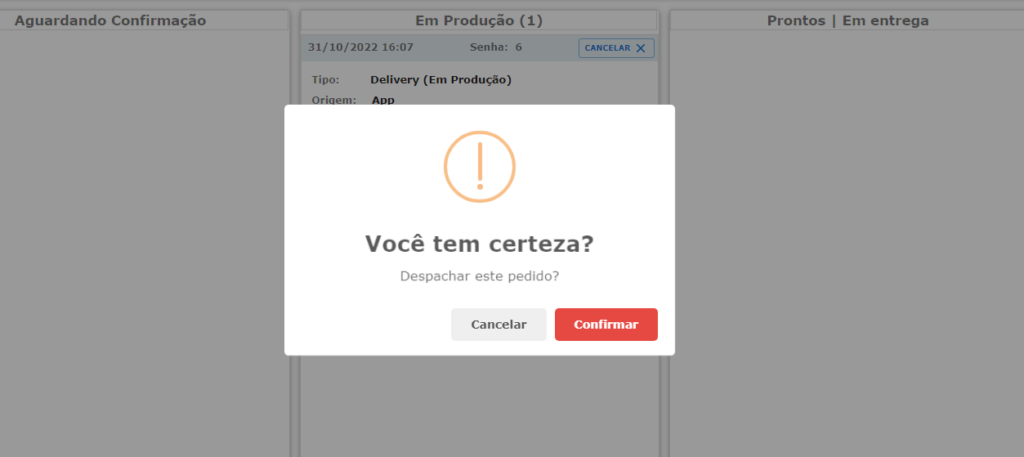 Aguardando Confirmação
Em Produção (1)
Prontos | Em entrega
31/10/2022 16:07 Senha: 6 CANCELAR
Tipo: Delivery (Em Produção)
Origem: App
Você tem certeza?
Despachar este pedido?
Cancelar Confirmar